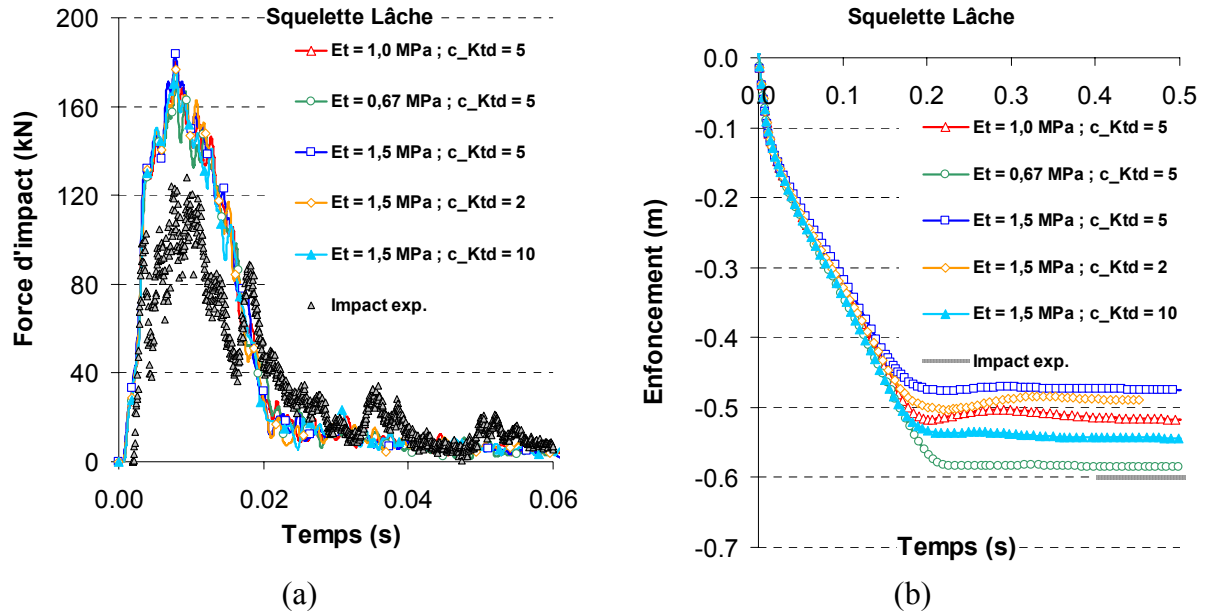 Squelette Lâche
Et = 1,0 MPa ; c_Ktd = 5
Et = 0,67 MPa ; c_Ktd = 5
Et = 1,5 MPa ; c_Ktd = 5
Et = 1,5 MPa ; c_Ktd = 2
Et = 1,5 MPa ; c_Ktd = 10
Impact exp.
Force d'impact (kN)
200
160
120
80
40
0
0.00
0.02
0.04
0.06
Temps (s)
(a)
Squelette Lâche
Enfoncement (m)
0.0
-0.1
-0.2
-0.3
-0.4
-0.5
-0.6
-0.7
0.0
0.1
0.2
0.3
0.4
0.5
Et = 1,0 MPa ; c_Ktd = 5
Et = 0,67 MPa ; c_Ktd = 5
Et = 1,5 MPa ; c_Ktd = 5
Et = 1,5 MPa ; c_Ktd = 2
Et = 1,5 MPa ; c_Ktd = 10
Impact exp.
Temps (s)
(b)